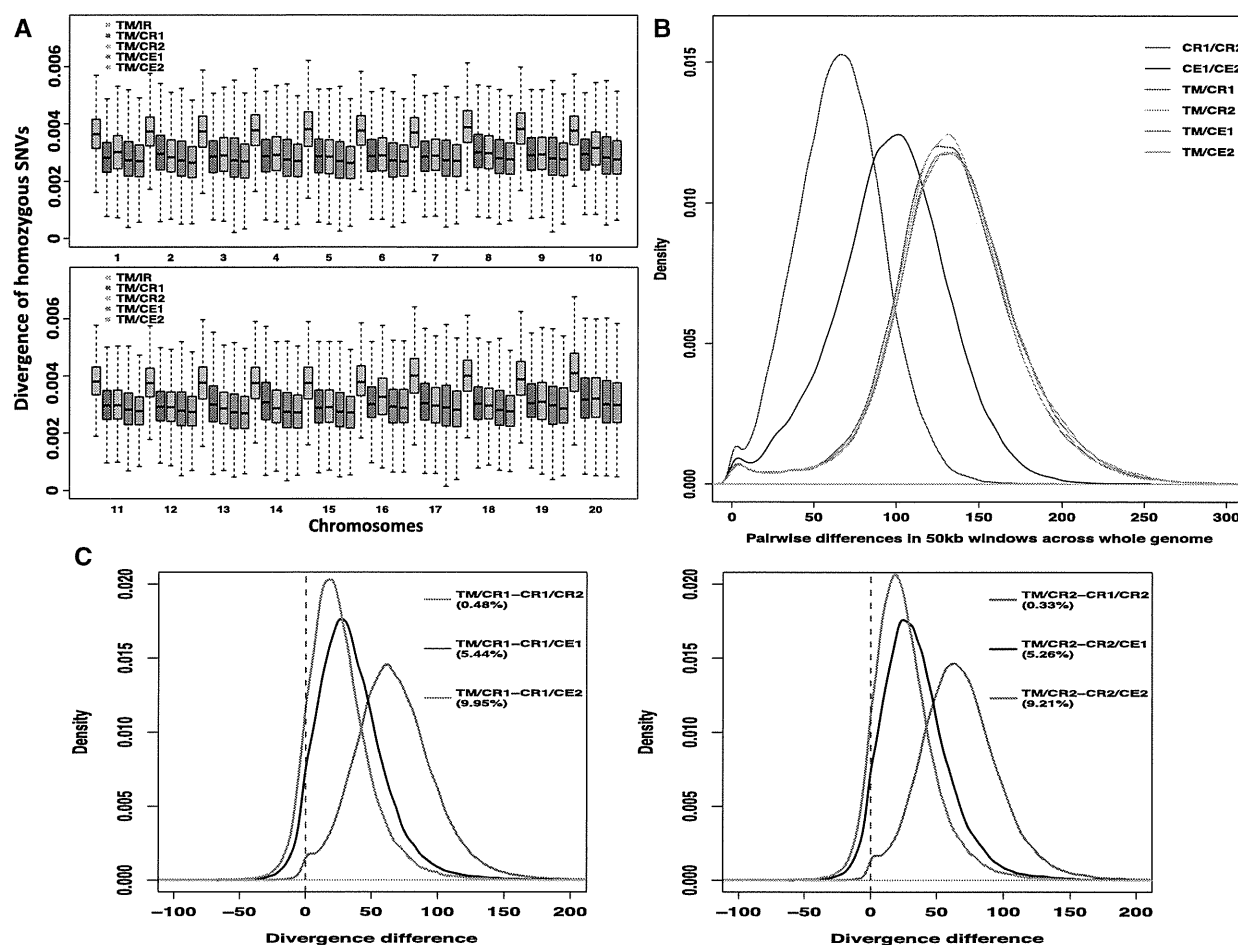 A
Divergence of homozygous SNVs
0.006
0.004
0.002
0
TM/IR
TM/CR1
TM/CR2
TM/CE1
TM/CE2
1 2 3 4 5 6 7 8 9 10
0.006
0.004
0.002
0
TM/IR
TM/CR1
TM/CR2
TM/CE1
TM/CE2
11 12 13 14 15 16 17 18 19 20
Chromosomes
B
Density
0.015
0.010
0.005
0.000
CR1/CR2
CE1/CE2
TM/CR1
TM/CR2
TM/CE1
TM/CE2
0 50 100 150 200 250 300
Pairwise differences in 50kb windows across whole genome
C
Density
0.020
0.015
0.010
0.005
0.000
TM/CR1−CR1/CR2
(0.48%)
TM/CR1−CR1/CE1
(5.44%)
TM/CR1−CR1/CE2
(9.95%)
−100 −50 0 50 100 150 200
Divergence difference
Density
0.020
0.015
0.010
0.005
0.000
TM/CR2−CR1/CR2
(0.33%)
TM/CR2−CR2/CE1
(5.26%)
TM/CR2−CR2/CE2
(9.21%)
−100 −50 0 50 100 150 200
Divergence difference